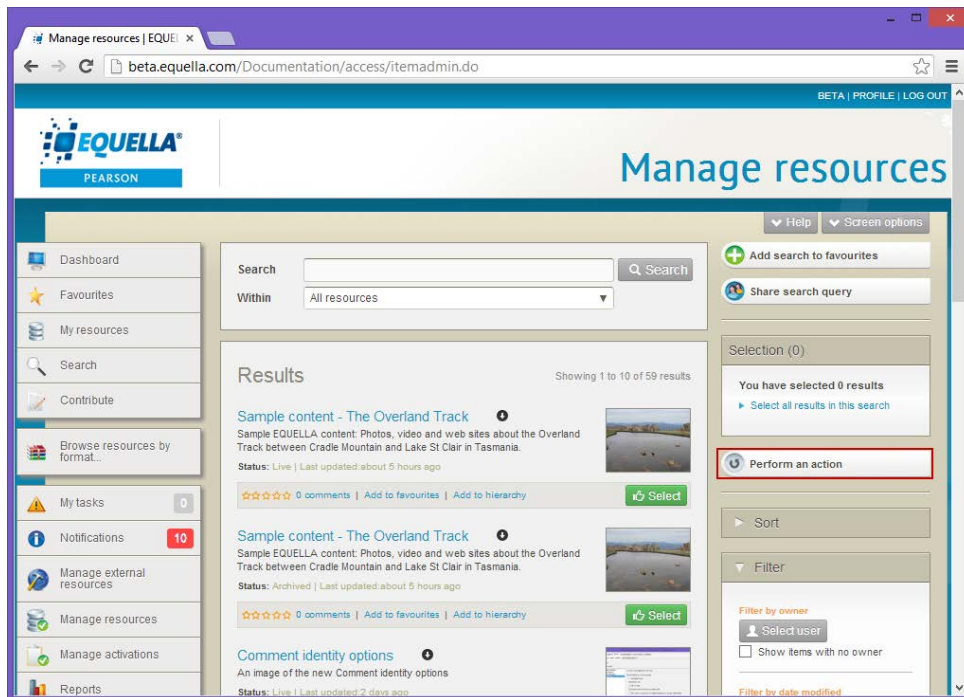 Manage resources | EQUE
beta.equella.com/Documentation/access/itemadmin.do
BETA | PROFILE | LOG OUT
EQUELLA®
PEARSON
Manage resources
Help
Screen options
Dashboard
Favourites
My resources
Search
Contribute
Browse resources by
format...
My tasks 0
Notifications 10
Manage external
resources
Manage resources
Manage activations
Reports
Search
Search
Within
All resources
Results
Showing 1 to 10 of 59 results
Sample content - The Overland Track
Sample EQUELLA content: Photos, video and web sites about the Overland
Track between Cradle Mountain and Lake St Clair in Tasmania.
Status: Live | Last updated:about 5 hours ago
0 comments | Add to favourites | Add to hierarchy
Select
Sample content - The Overland Track
Sample EQUELLA content: Photos, video and web sites about the Overland
Track between Cradle Mountain and Lake St Clair in Tasmania.
Status: Archived | Last updated:about 5 hours ago
0 comments | Add to favourites | Add to hierarchy
Select
Comment identity options
An image of the new Comment identity options
Status: Live | Last updated:2 days ago
Add search to favourites
Share search query
Selection (0)
You have selected 0 results
Select all results in this search
Perform an action
Sort
Filter
Filter by owner
Select user
Show items with no owner
Filter by date modified